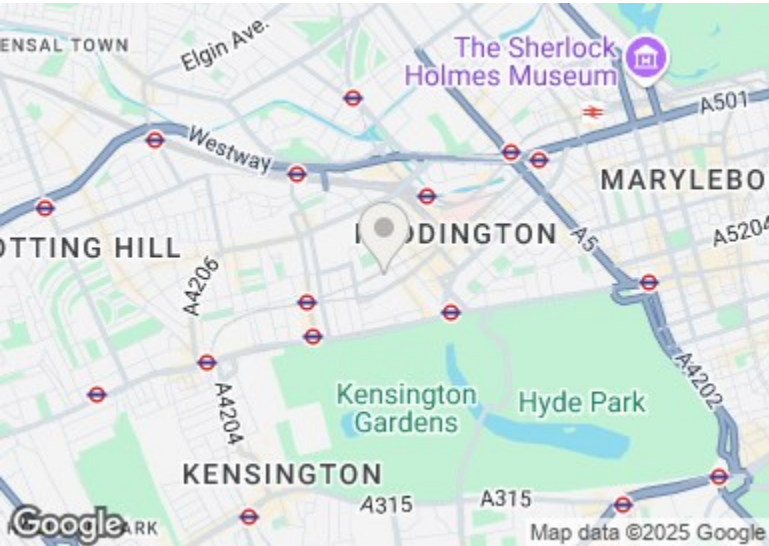 ENSAL TOWN
Elgin Ave.
The Sherlock
Holmes Museum
A501
Westway
MARYLEBO
OTTING HILL
DDINGTON
A5
A5204
A4206
A4202
Kensington
Gardens
Hyde Park
A4204
KENSINGTON
A315
A315
Google
ARK
Map data ©2025 Google